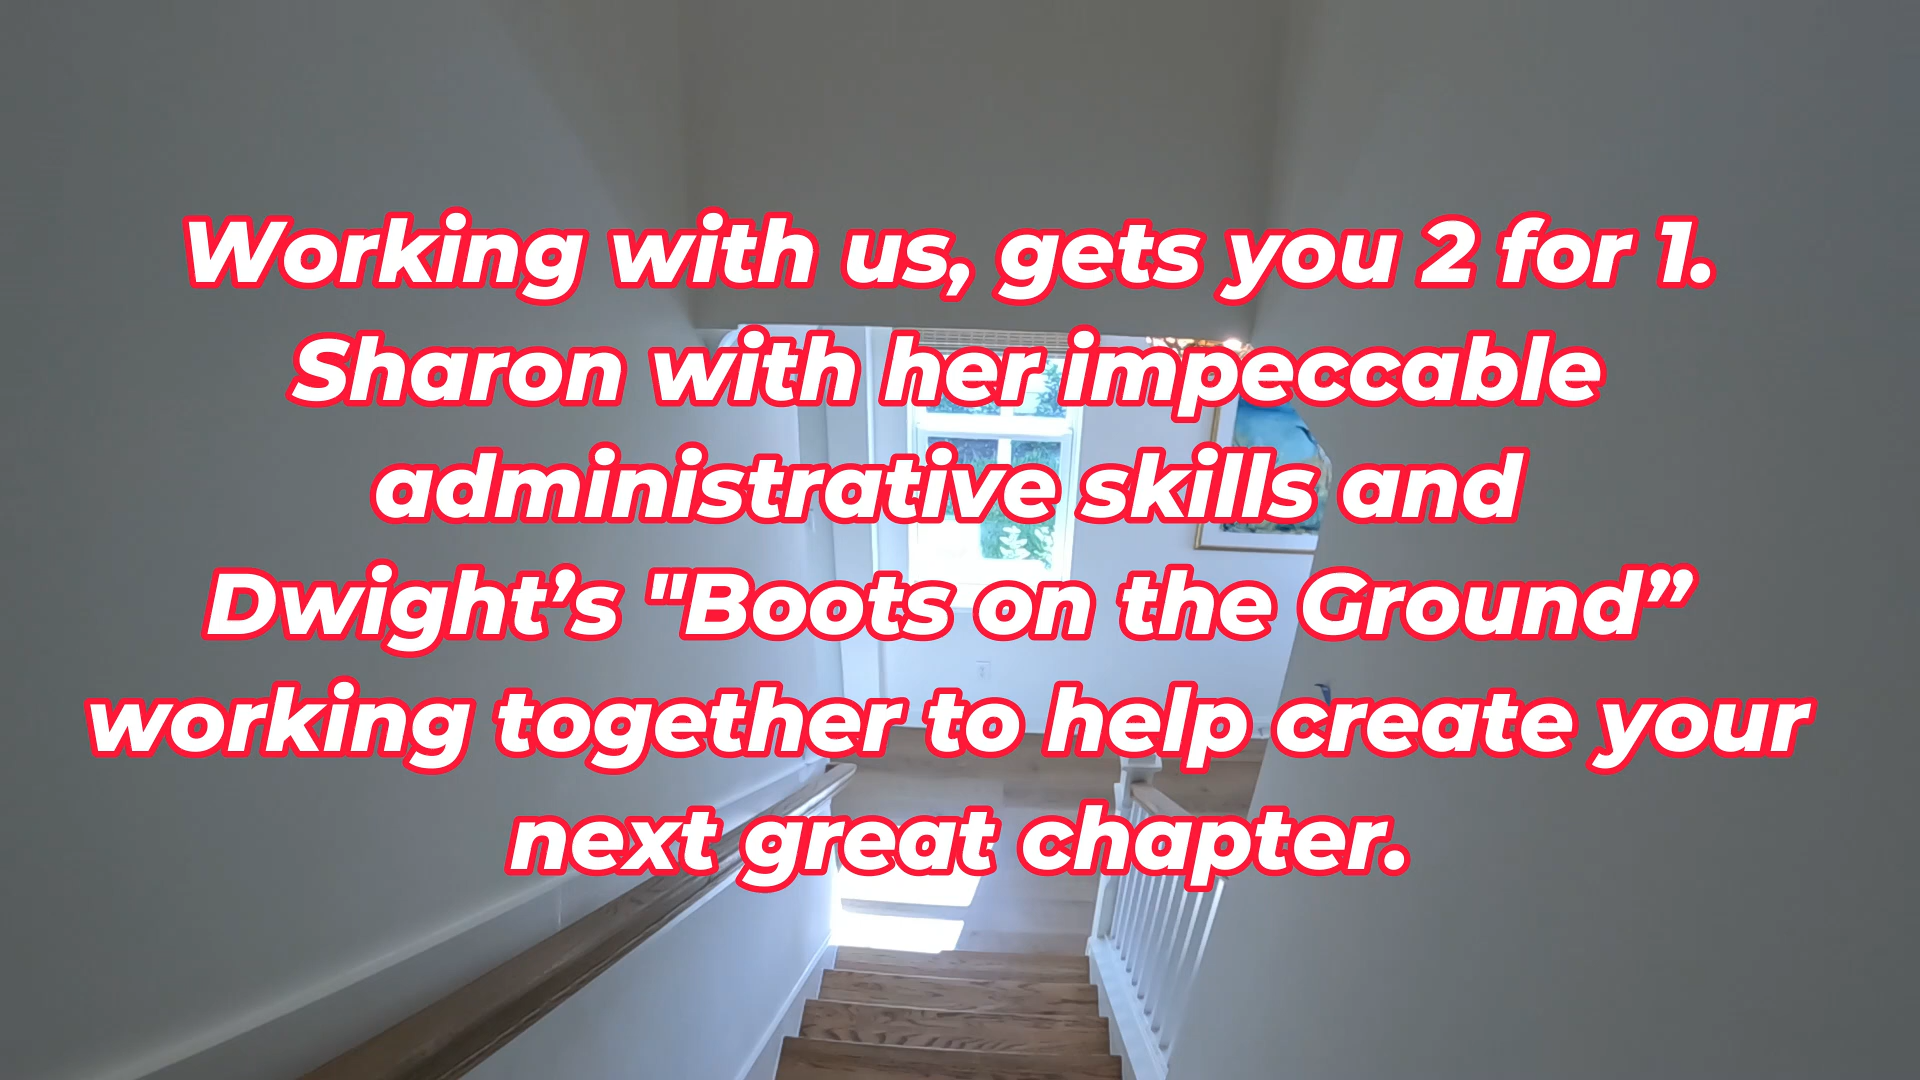 Working with us, gets you 2 for 1.
Sharon with her impeccable
administrative skills and
Dwight’s "Boots on the Ground”
working together to help create your
next great chapter.